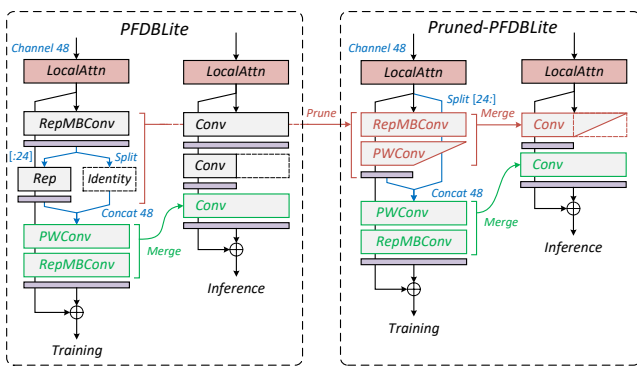 PFDBLite
Channel 48
LocalAttn
LocalAttn
RepMBConv
Conv
[:24]
Split
Conv
Rep
Identity
Concat 48
Conv
PWConv
Merge
RepMBConv
Inference
Training
Prune
Pruned-PFDBLite
Channel 48
LocalAttn
LocalAttn
Split [24:]
Merge
RepMBConv
Conv
PWConv
Conv
Concat 48
PWConv
Merge
RepMBConv
Inference
Training